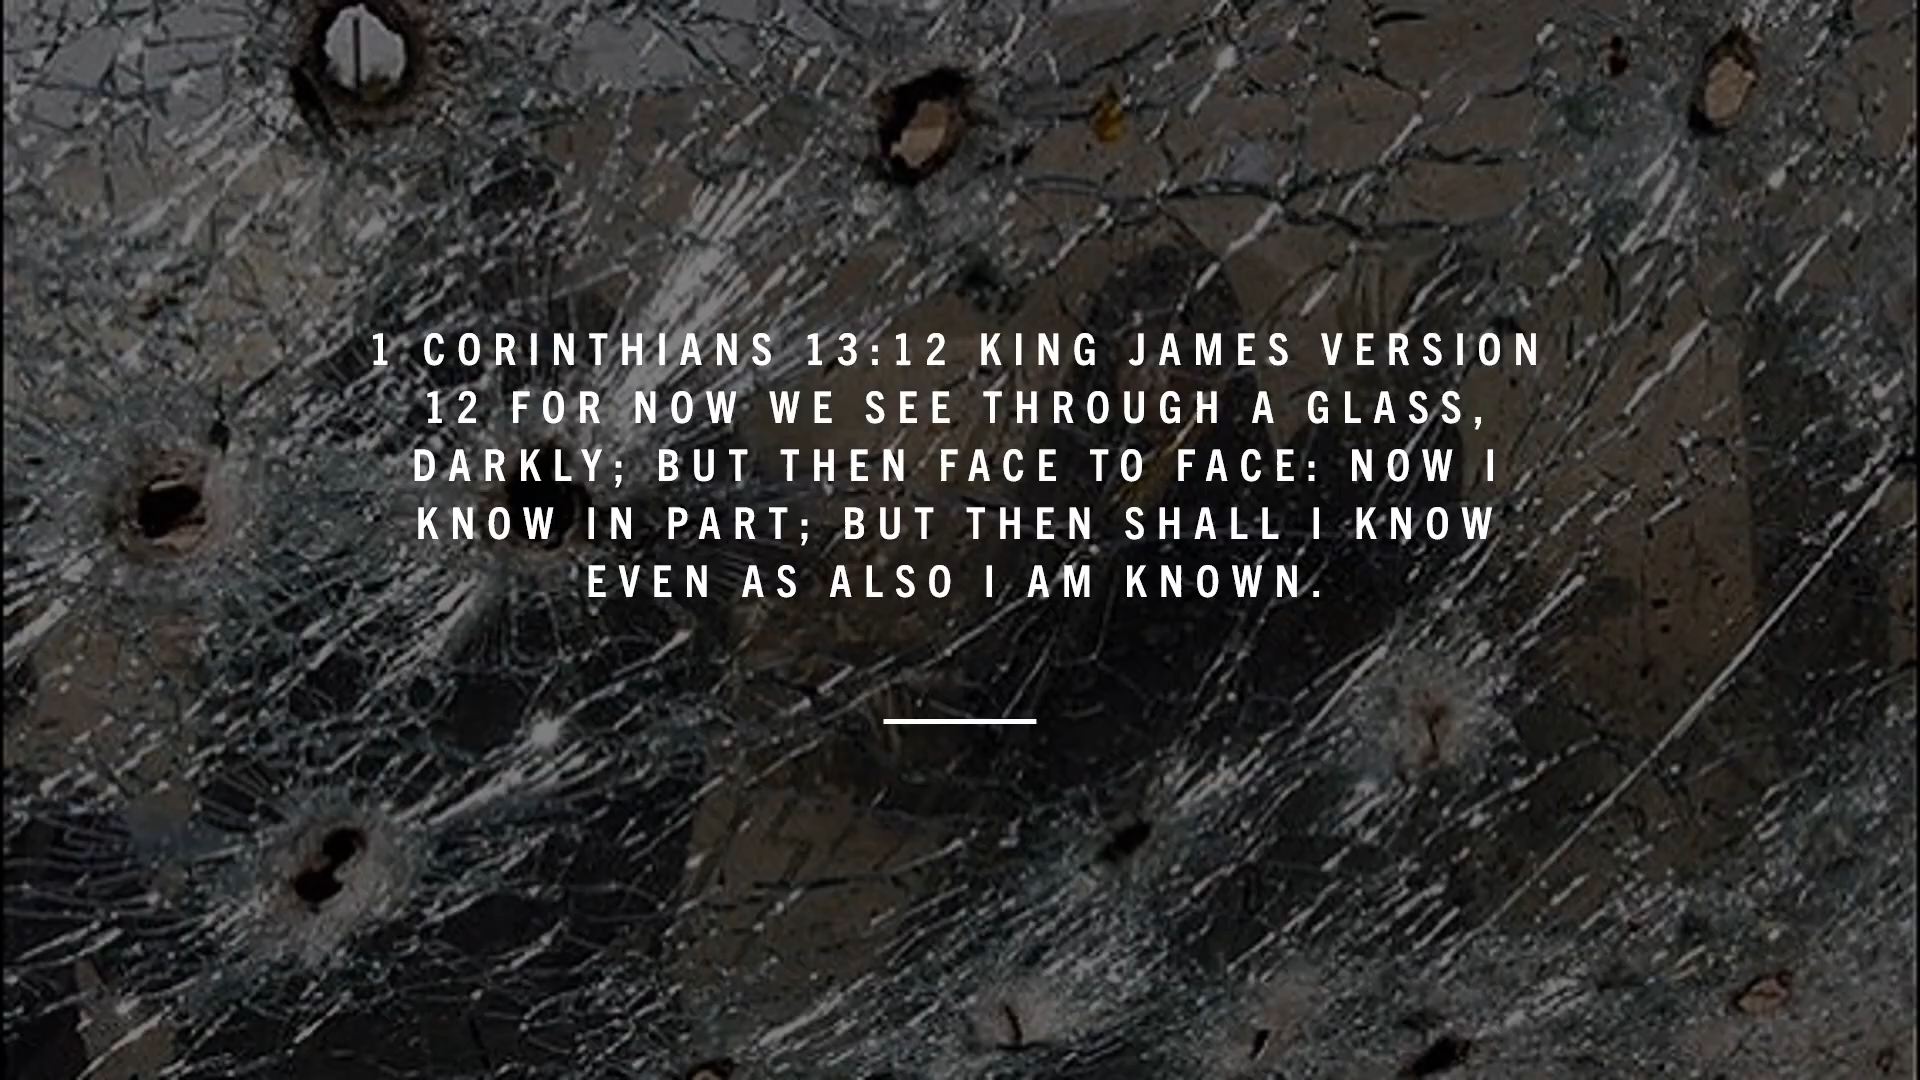 1 CORINTHIANS 13:12 KING JAMES VERSION
12 FOR NOW WE SEE THROUGH A GLASS,
DARKLY; BUT THEN FACE TO FACE: NOW I
KNOW IN PART; BUT THEN SHALL I KNOW
EVEN AS ALSO I AM KNOWN.